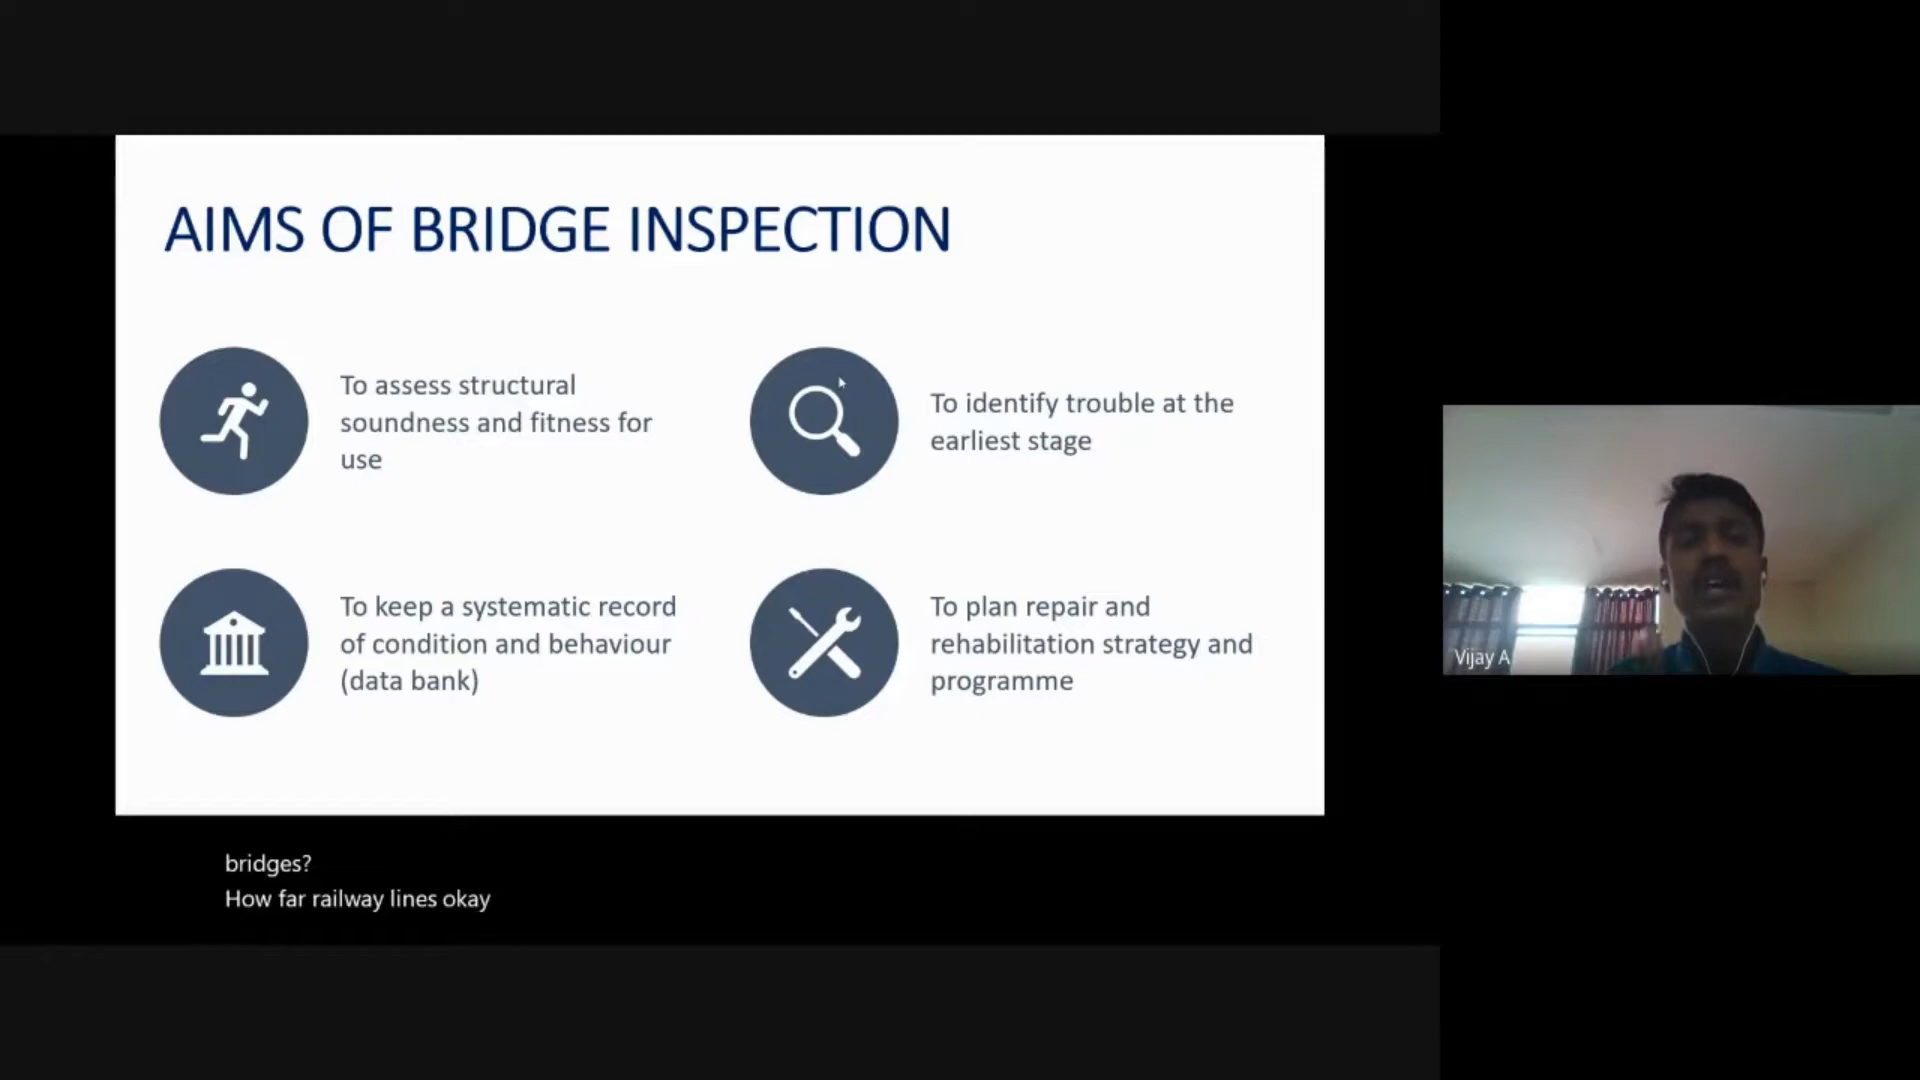 AIMS OF BRIDGE INSPECTION
To assess structural
soundness and fitness for
use
To identify trouble at the
earliest stage
To keep a systematic record
of condition and behaviour
(data bank)
To plan repair and
rehabilitation strategy and
programme
Vijay A
bridges?
How far railway lines okay